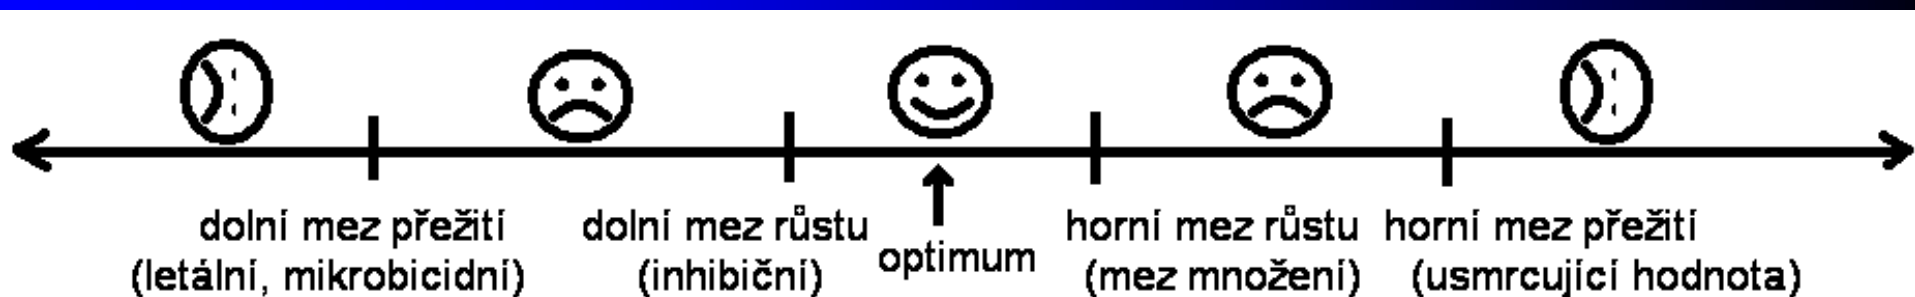 dolní mez přežití
(letální, mikrobicidní)
dolní mez růstu
(inhibiční)
optimum
horní mez růstu
(mez množení)
horní mez přežití
(usmrcující hodnota)